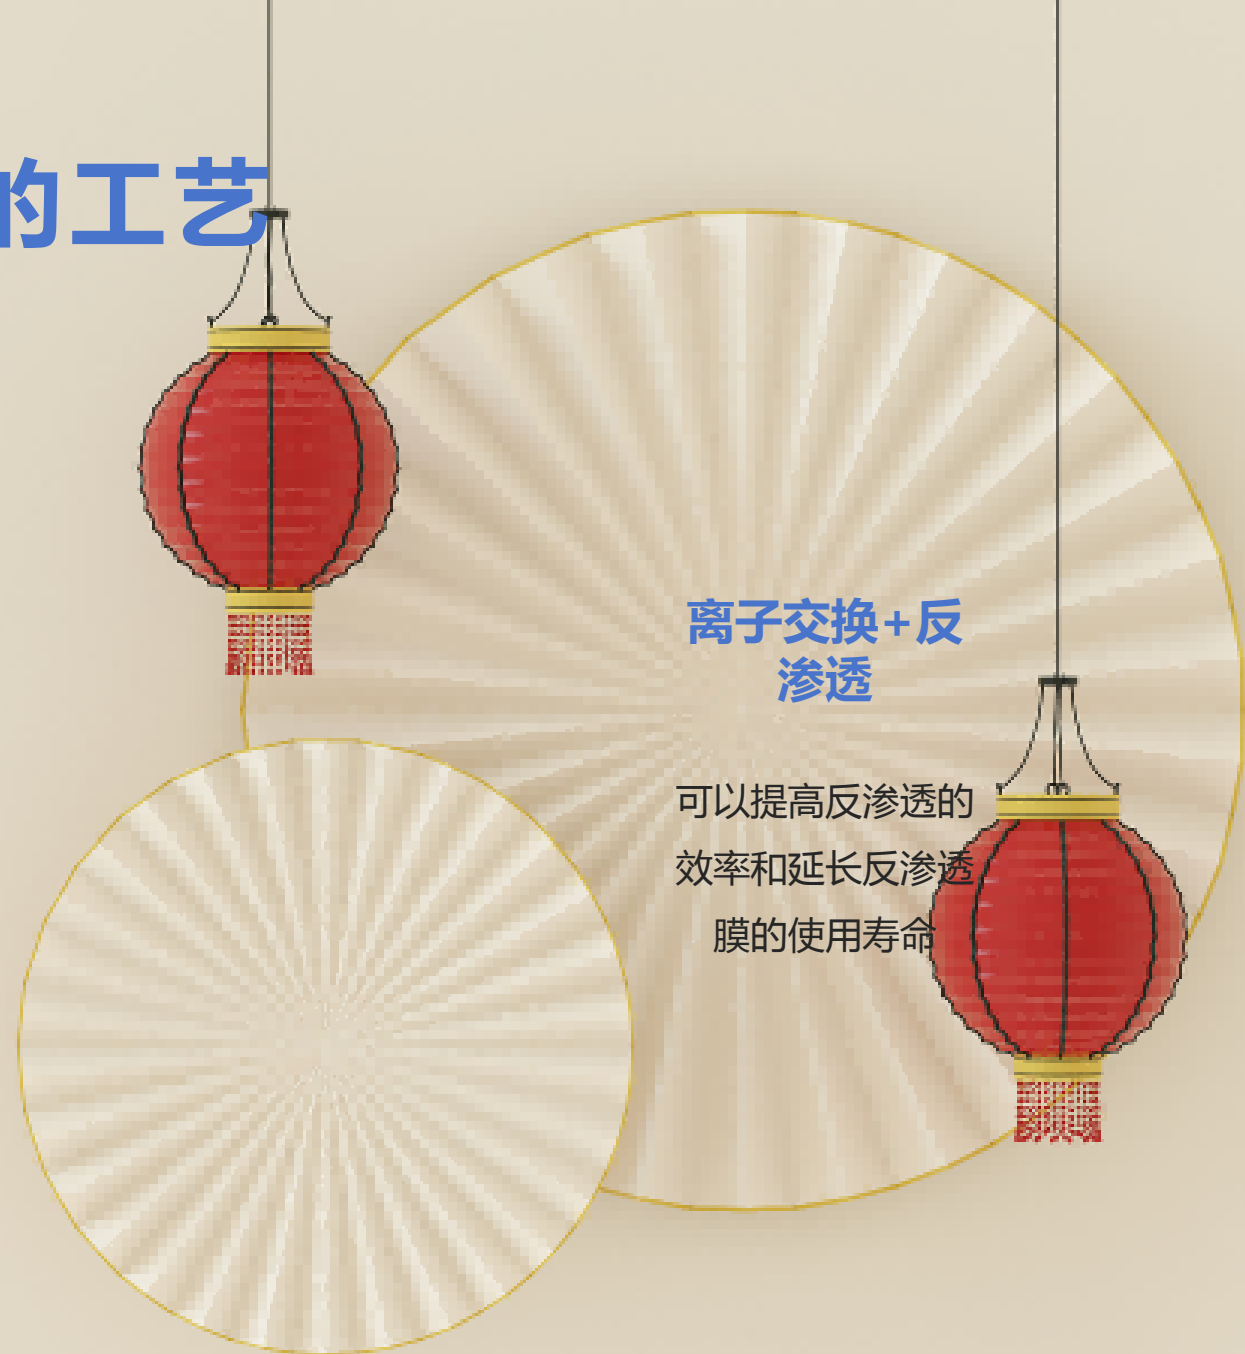 的工艺
离子交换+反
渗透
可以提高反渗透的
效率和延长反渗透
膜的使用寿命